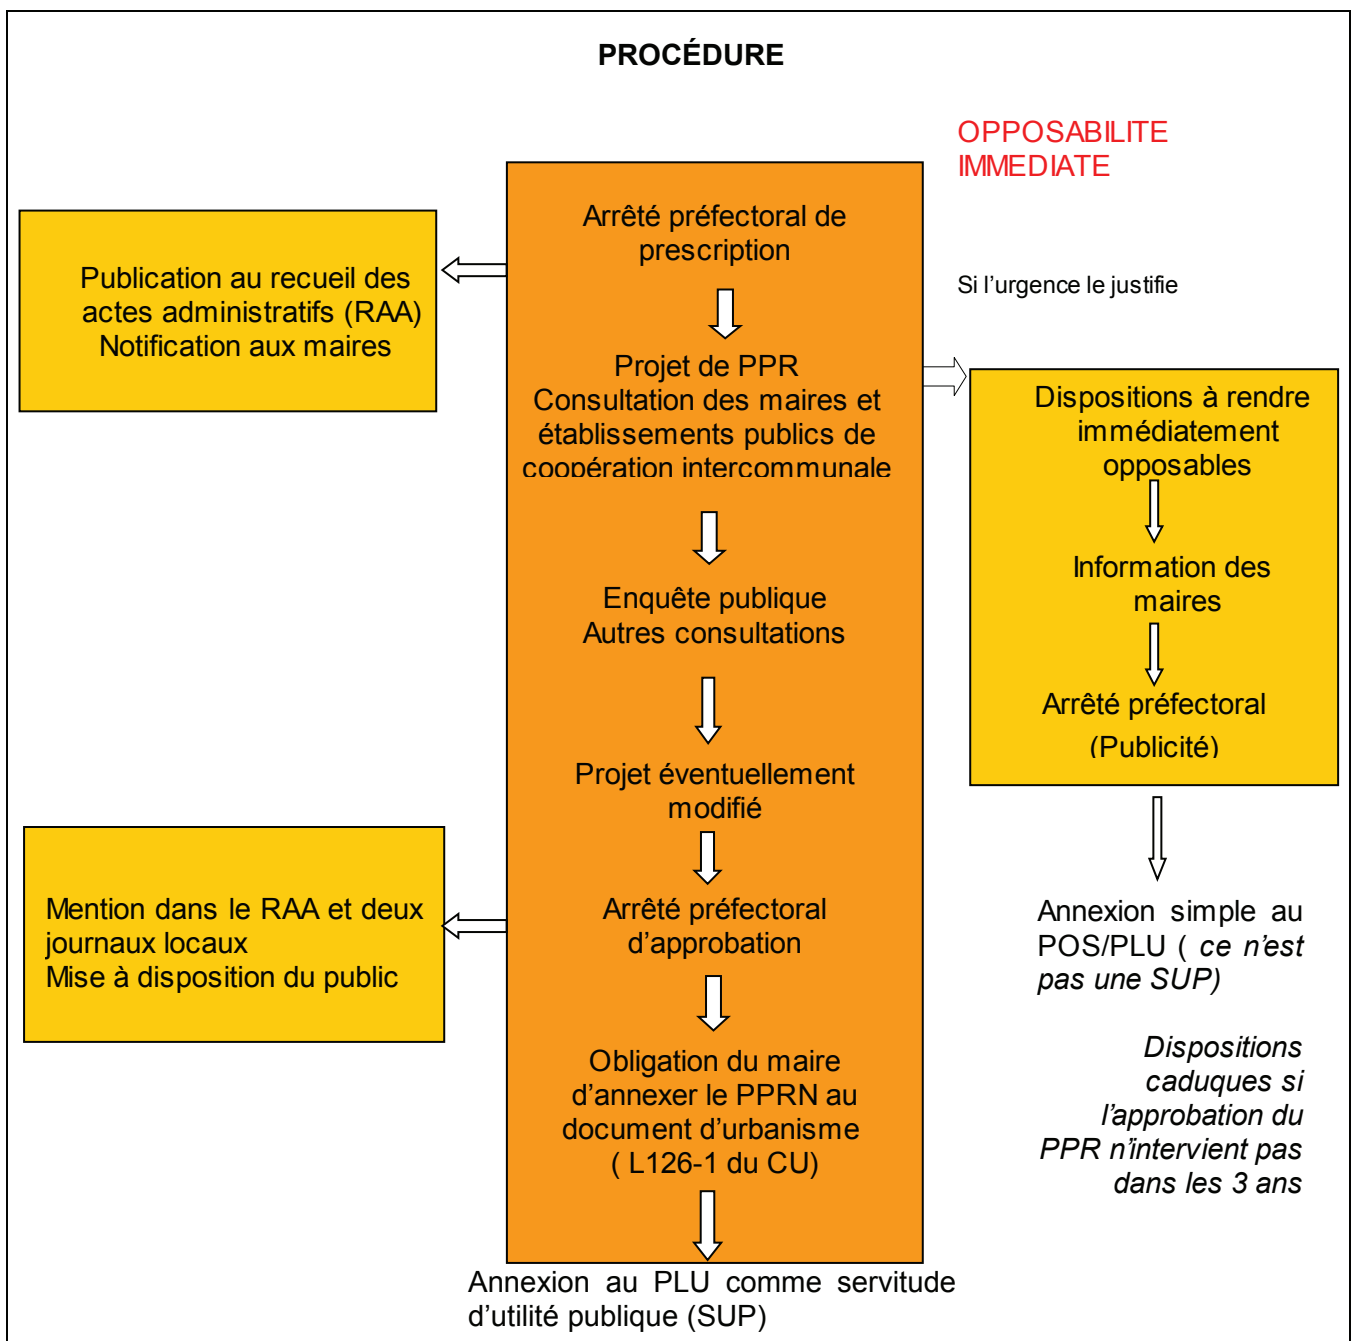 PROCÉDURE
OPPOSABILITE
IMMEDIATE
Arrêté préfectoral de
prescription
Publication au recueil des
actes administratifs (RAA)
Notification aux maires
Si l’urgence le justifie
Projet de PPR
Consultation des maires et
établissements publics de
coopération intercommunale
Dispositions à rendre
immédiatement
opposables
Information des
maires
Arrêté préfectoral
(Publicité)
Enquête publique
Autres consultations
Projet éventuellement
modifié
Arrêté préfectoral
d’approbation
Mention dans le RAA et deux
journaux locaux
Mise à disposition du public
Annexion simple au
POS/PLU ( ce n’est
pas une SUP)
Dispositions
caduques si
l’approbation du
PPR n’intervient pas
dans les 3 ans
Obligation du maire
d’annexer le PPRN au
document d’urbanisme
( L126-1 du CU)
Annexion au PLU comme servitude
d’utilité publique (SUP)